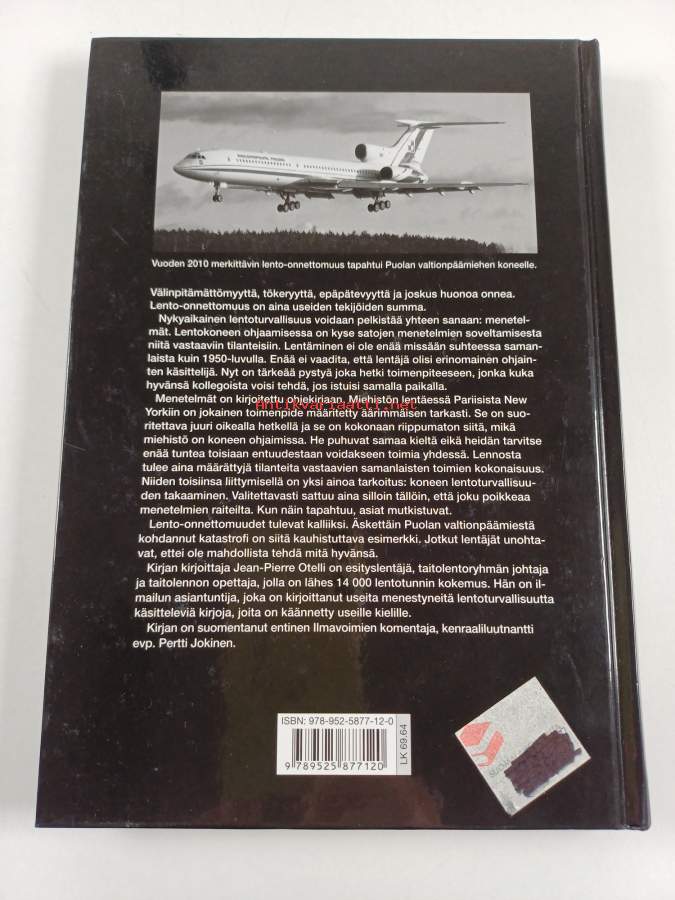 Vuoden 2010 merkittävin lento-onnettomuus tapahtui Puolan valtionpäämiehen koneelle.
Välinpitämättömyyttä, tökeryyttä, epäpätevyyttä ja joskus huonoa onnea.
Lento-onnettomuus on aina useiden tekijöiden summa.
Nykyaikainen lentoturvallisuus voidaan pelkistää yhteen sanaan: menetel-
mät. Lentokoneen ohjaamisessa on kyse satojen menetelmien soveltamisesta
niitä vastaaviin tilanteisiin. Lentäminen ei ole enää missään suhteessa saman-
laista kuin 1950-luvulla. Enää ei vaadita, että lentäjä olisi erinomainen ohjain-
ten käsittelijä. Nyt on tärkeää pystyä joka hetki toimenpiteeseen, jonka kuka
hyvänsä kollegoista voisi tehdä, jos istuisi samalla paikalla.
Menetelmät on kirjoitettu ohjekirjaan. Miehistön lentäessä Pariisista New
Antikvariaatti.net
Yorkiin on jokainen toimenpide määritetty äärimmäisen tarkasti. Se on suo-
ritettava juuri oikealla hetkellä ja se on kokonaan riippumaton siitä, mikä
miehistö on koneen ohjaimissa. He puhuvat samaa kieltä eikä heidän tarvitse
enää tuntea toisiaan entuudestaan voidakseen toimia yhdessä. Lennosta
tulee aina määrättyjä tilanteita vastaavien samanlaisten toimien kokonaisuus.
Niiden toisiinsa liittymisellä on yksi ainoa tarkoitus: koneen lentoturvallisuu-
den takaaminen. Valitettavasti sattuu aina silloin tällöin, että joku poikkeaa
menetelmien raiteilta. Kun näin tapahtuu, asiat mutkistuvat.
Lento-onnettomuudet tulevat kalliiksi. Äskettäin Puolan valtionpäämiestä
kohdannut katastrofi on siitä kauhistuttava esimerkki. Jotkut lentäjät unohta-
vat, ettei ole mahdollista tehdä mitä hyvänsä.
Kirjan kirjoittaja Jean-Pierre Otelli on esityslentäjä, taitolentoryhmän johtaja
ja taitolennon opettaja, jolla on lähes 14 000 lentotunnin kokemus. Hän on il-
mailun asiantuntija, joka on kirjoittanut useita menestyneitä lentoturvallisuutta
käsitteleviä kirjoja, joita on käännetty useille kielille.
Kirjan on suomentanut entinen Ilmavoimien komentaja, kenraaliluutnantti
evp. Pertti Jokinen.
ISBN: 978-952-5877-12-0
9 789525 877120
LK 69.64